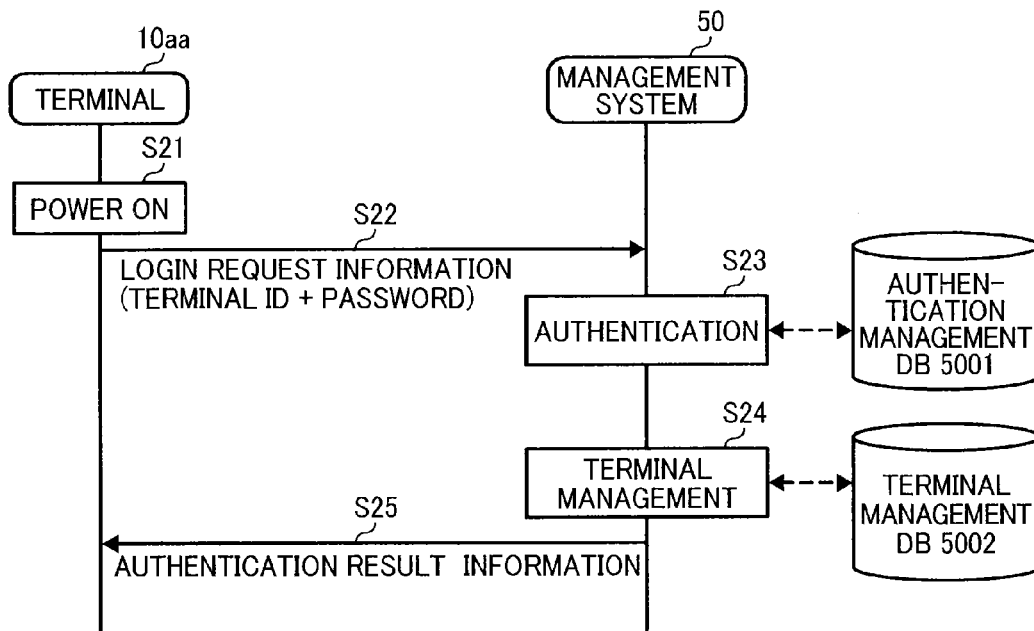 10aa
50
TERMINAL
MANAGEMENT
SYSTEM
S21
POWER ON
S22
LOGIN REQUEST INFORMATION
(TERMINAL ID + PASSWORD)
S23
AUTHENTICATION
AUTHEN-
TICATION
MANAGEMENT
DB 5001
S24
TERMINAL
MANAGEMENT
TERMINAL
MANAGEMENT
DB 5002
S25
AUTHENTICATION RESULT INFORMATION